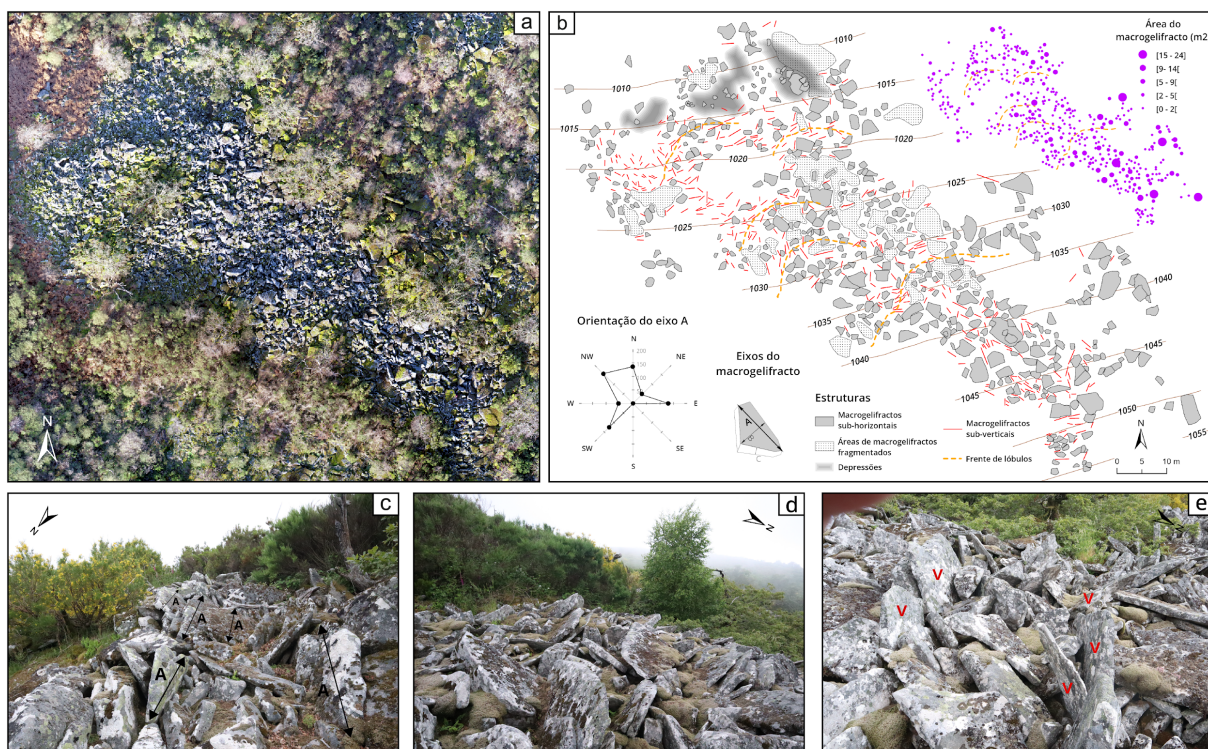 a
N
b
Área do
macrogelifracto (m2
[15 - 24]
[9- 14[
[5 - 9[
[2 - 5[
[0 - 2[
1010
1010
1015
1015
1020
1020
1025
1025
1030
1030
1035
1035
1040
1040
1045
1045
1050
1055
Orientação do eixo A
N
NE
E
SE
S
SW
W
NW
200
Eixos do
macrogelifracto
A
B
C
Estruturas
Macrogelifractos
sub-horizontais
Áreas de macrogelifractos
fragmentados
Depressões
Macrogelifractos
sub-verticais
Frente de lóbulos
N
0 5 10 m
c
N
A
A
A
A
A
d
N
e
V
V
V
V